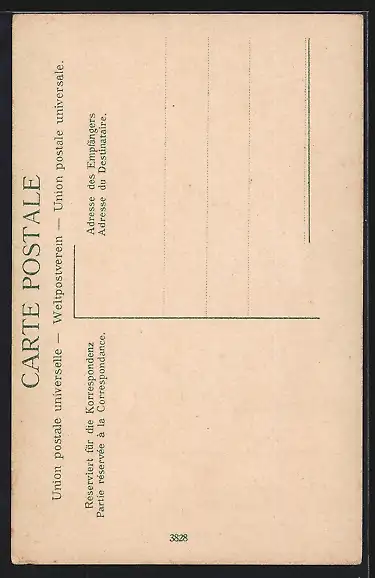 CARTE POSTALE
Union postale universelle — Weltpostverein — Union postale universale.
Reserviert für die Korrespondenz
Partie réservée à la Correspondance.
Adresse des Empfängers
Adresse du Destinataire.
3828